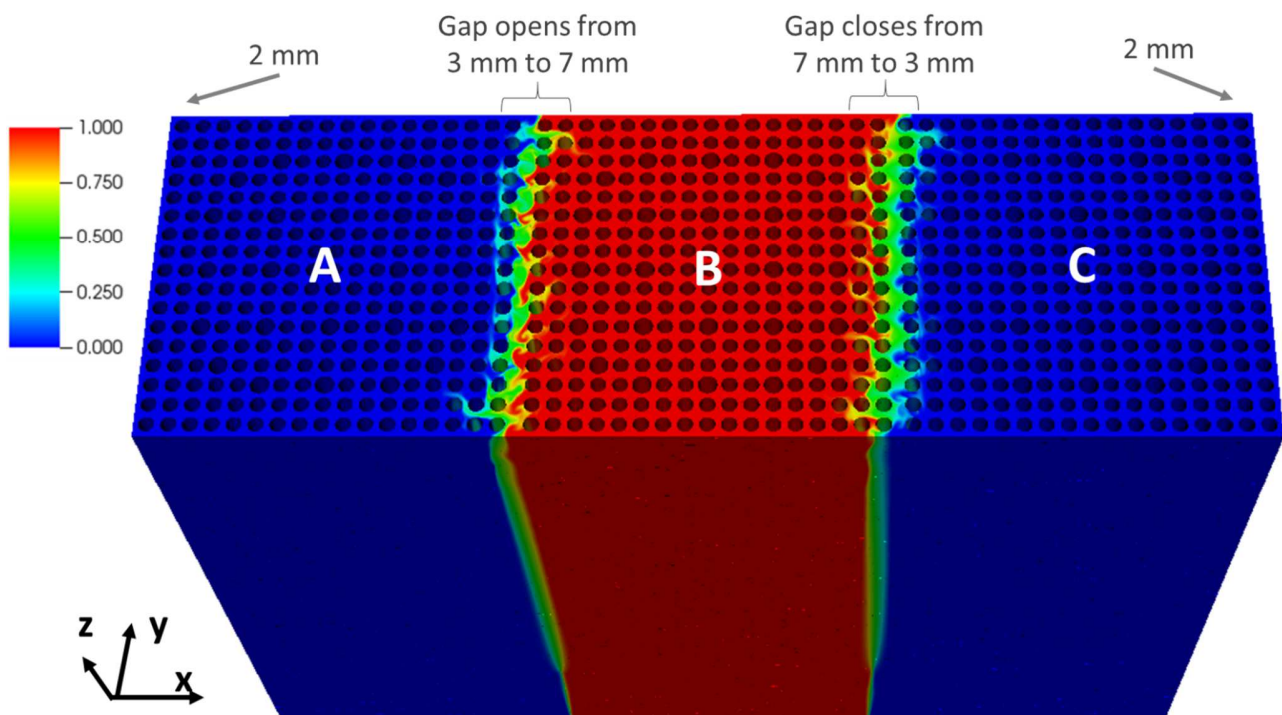 Gap opens from
3 mm to 7 mm
Gap closes from
7 mm to 3 mm
2 mm
2 mm
1.000
0.750
0.500
0.250
0.000
A
B
C
z
y
x